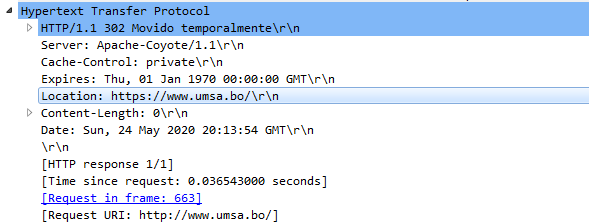 Hypertext Transfer Protocol
HTTP/1.1 302 Movido temporalmente\r\n
Server: Apache-Coyote/1.1\r\n
Cache-Control: private\r\n
Expires: Thu, 01 Jan 1970 00:00:00 GMT\r\n
Location: https://www.umsa.bo/\r\n
Content-Length: 0\r\n
Date: Sun, 24 May 2020 20:13:54 GMT\r\n
\r\n
[HTTP response 1/1]
[Time since request: 0.036543000 seconds]
[Request in frame: 663]
[Request URI: http://www.umsa.bo/]